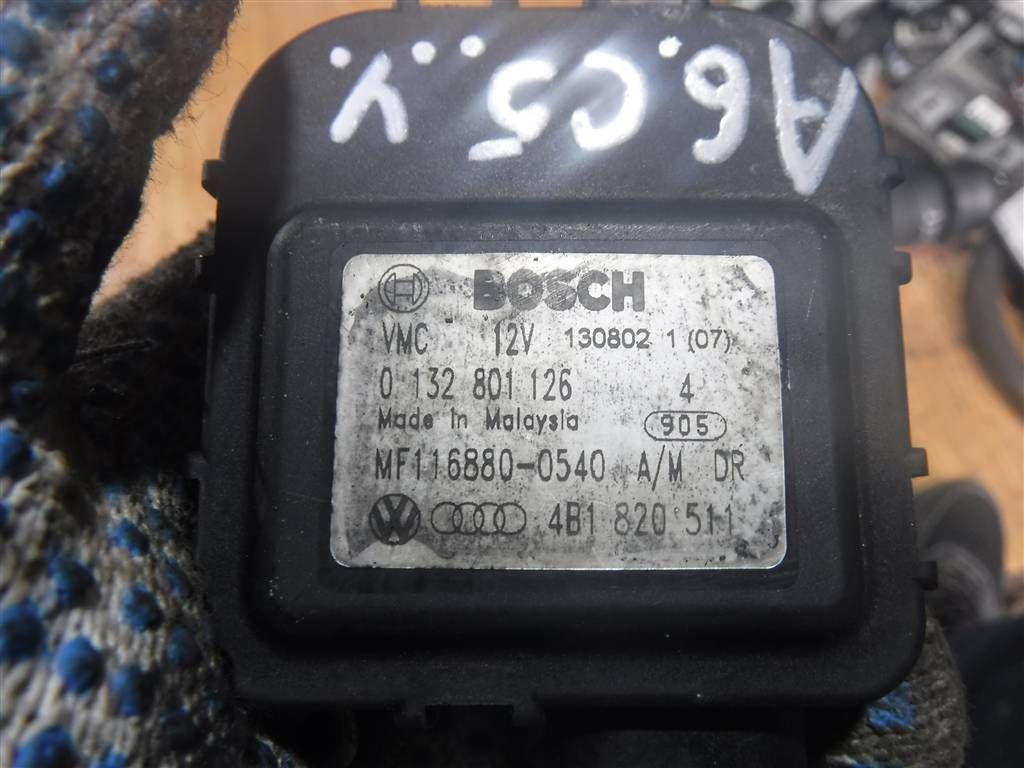 A6 C5 V
BOSCH
VMC 12V 130802 1 (07)
0 132 801 126 4
Made in Malaysia 905
MF116880-0540 A/M DR
4B1 820 511